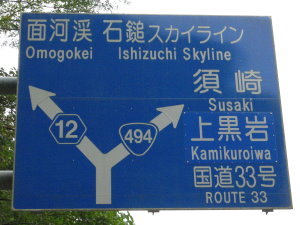 面河渓 石鎚スカイライン
Omogokei Ishizuchi Skyline
須崎
Susaki
12
494
上黒岩
Kamikuroiwa
国道33号
ROUTE 33